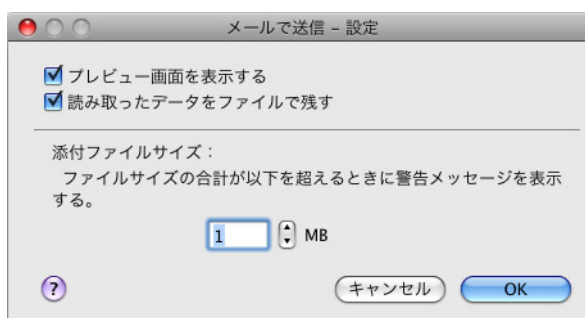 メールで送信 – 設定
プレビュー画面を表示する
読み取ったデータをファイルで残す
添付ファイルサイズ：
ファイルサイズの合計が以下を超えるときに警告メッセージを表示
する。
1 MB
? キャンセル OK